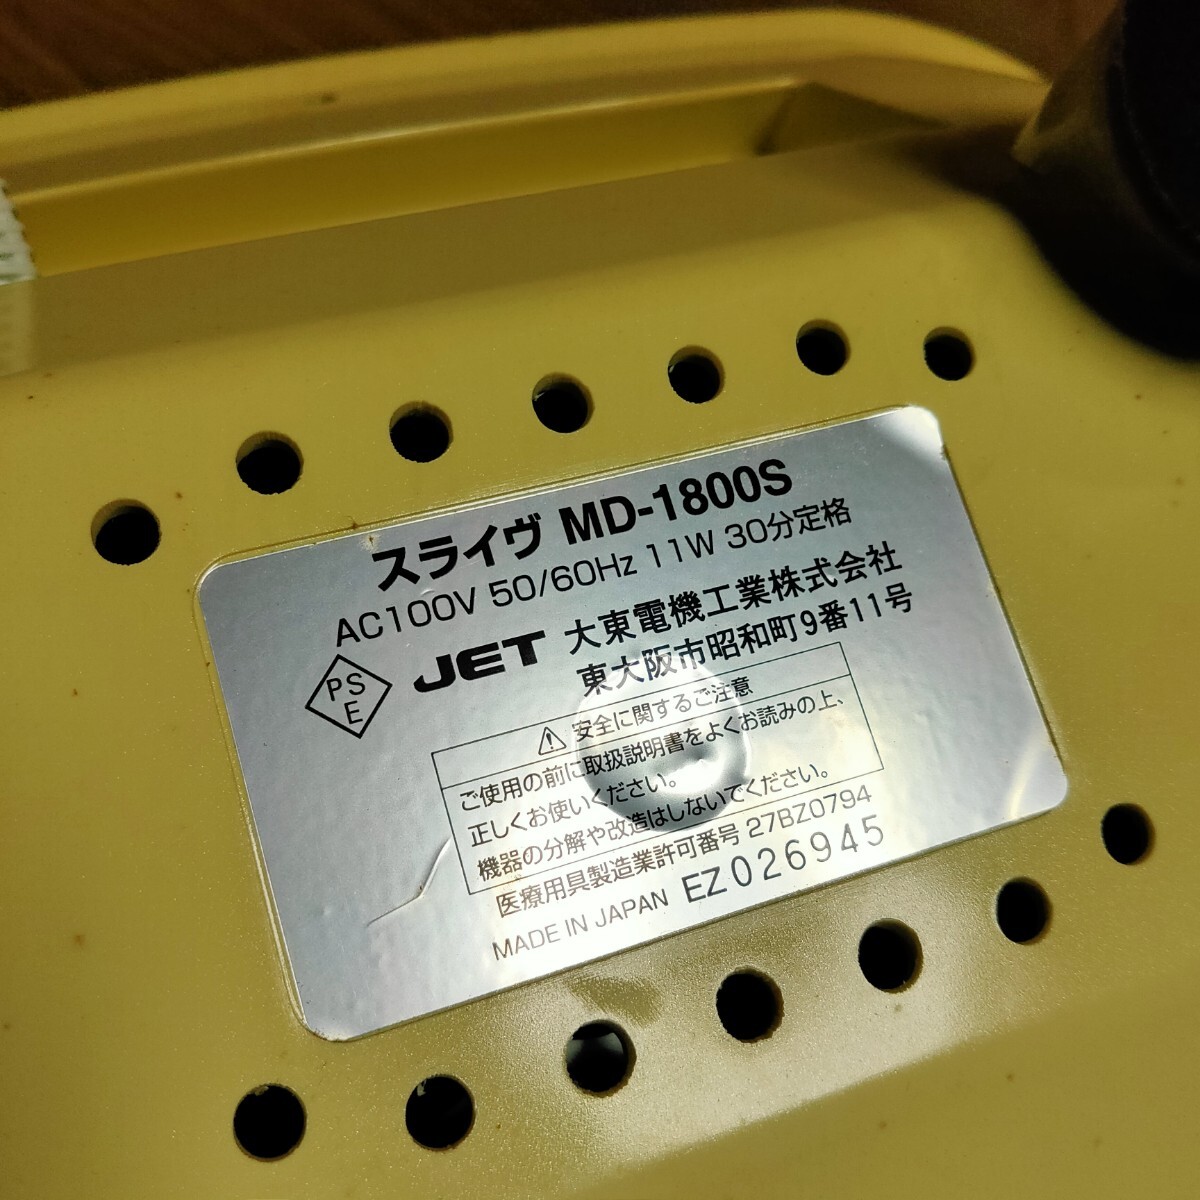 スライヴ MD-1800S
AC100V 50/60Hz 11W 30分定格
PS
E
JET 大東電機工業株式会社
東大阪市昭和町9番11号
⚠ 安全に関するご注意
ご使用の前に取扱説明書をよくお読みの上、
正しくお使いください。
機器の分解や改造はしないでください。
医療用具製造業許可番号 27BZ0794
MADE IN JAPAN EZ026945